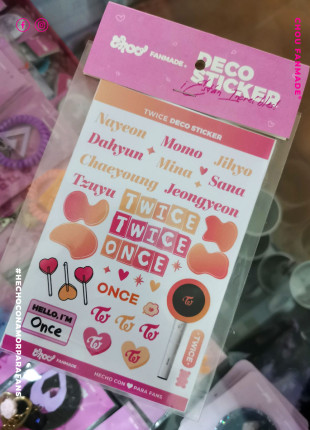 FANMADE
DECO
STICKER
CHOU FANMADE®
TWICE DECO STICKER
Nayeon
Momo
Jihyo
Dahyun
Mina
Sana
Chaeyoung
Jeongyeon
Tzuyu
TWICE
TWICE
ONCE
ONCE
HELLO, I'M
Once
TWICE
FANMADE
HECHO CON PARA FANS
#HECHOCONAMORPARAFANS